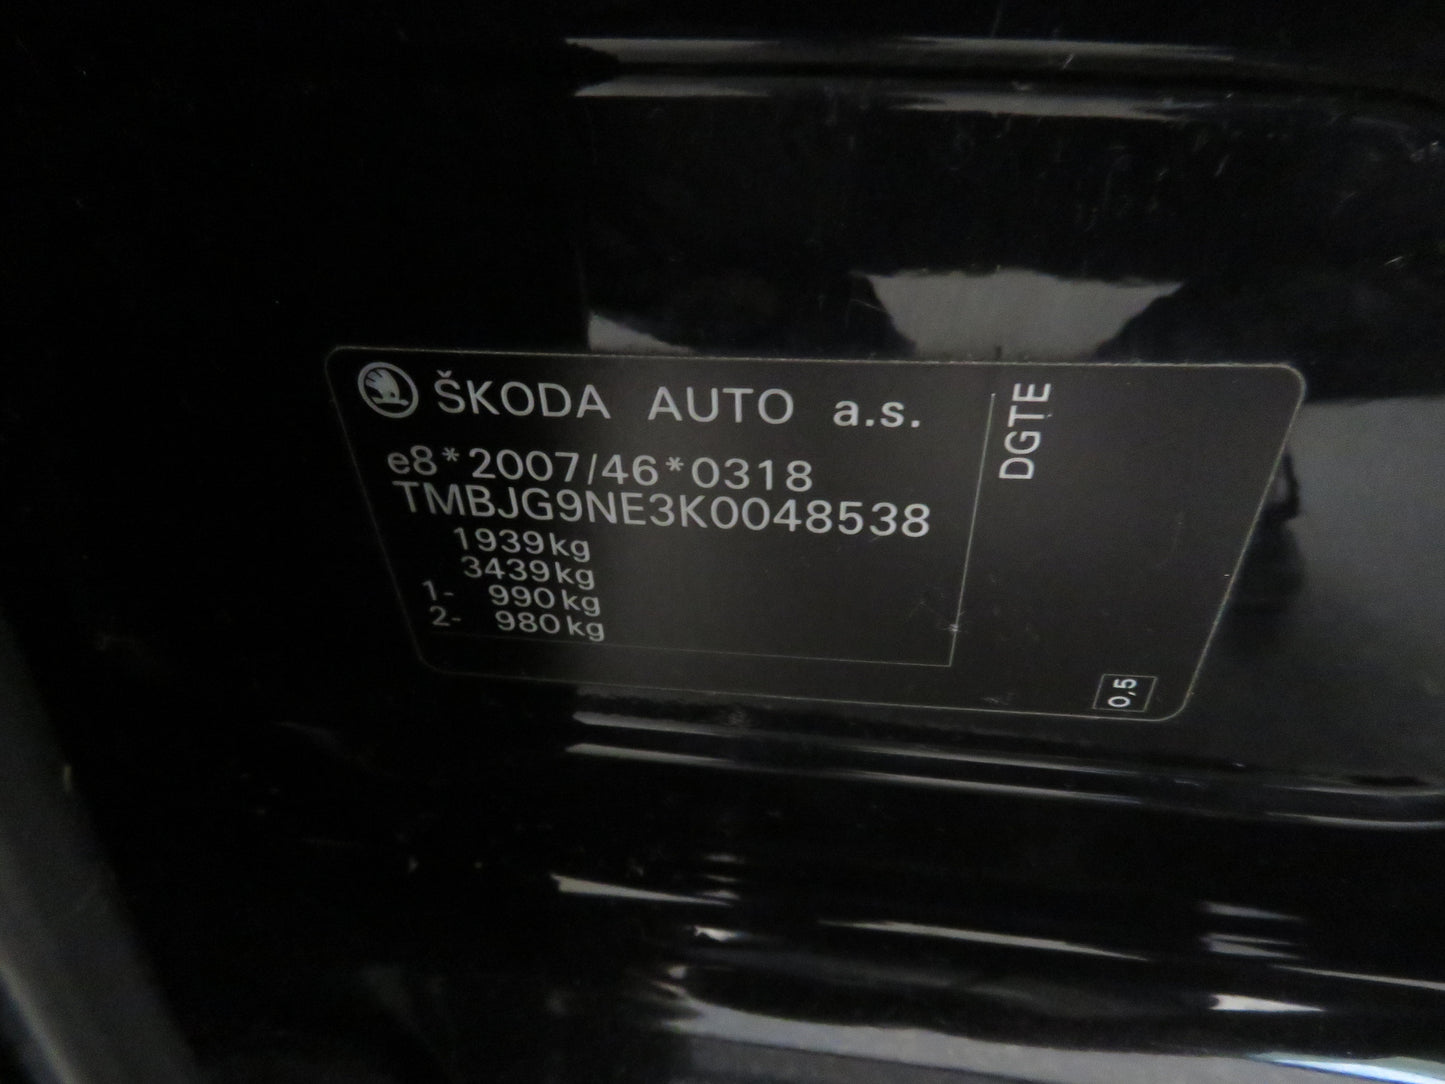 ŠKODA AUTO a.s.
e8*2007/46*0318
TMBJG9NE3K0048538
1939kg
3439kg
1- 990kg
2- 980kg
DGTE
0,5